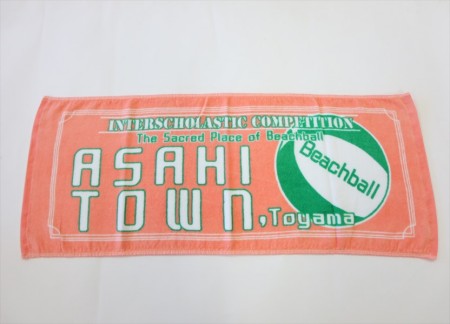 INTERSCHOLASTIC COMPETITION
The Sacred Place of Beachball
ASAHI
TOWN, Toyama
Beachball